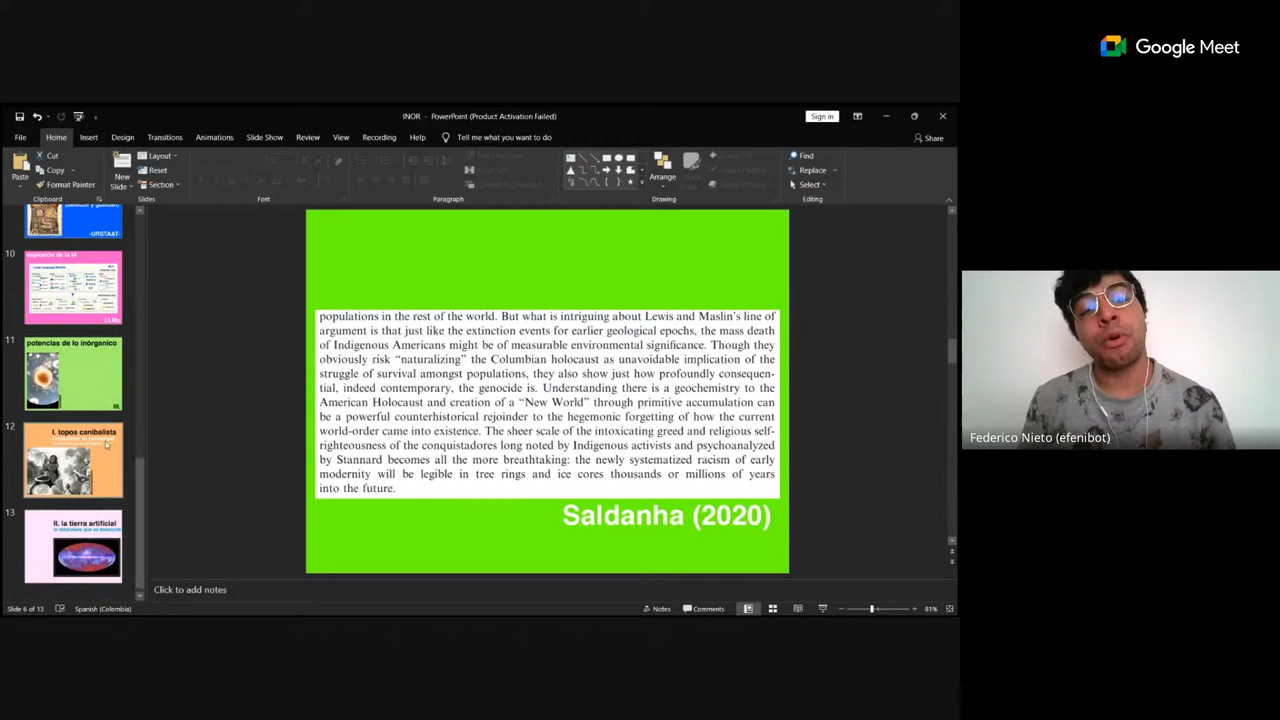 Google Meet
INOR - PowerPoint (Product Activation Failed)
Sign in
File Home Insert Design Transitions Animations Slide Show Review View Recording Help Tell me what you want to do
Share
Paste
Cut
Copy
Format Painter
Clipboard
New
Slide
Layout
Reset
Section
Slides
Font
Paragraph
Arrange
Drawing
Find
Replace
Select
Editing
-URSTAAT-
10
LLMs
11
potencias de lo inórganico
III.
12
I. topos canibalista
13
II. la tierra artificial
populations in the rest of the world. But what is intriguing about Lewis and Maslin's line of
argument is that just like the extinction events for earlier geological epochs, the mass death
of Indigenous Americans might be of measurable environmental significance. Though they
obviously risk “naturalizing” the Columbian holocaust as unavoidable implication of the
struggle of survival amongst populations, they also show just how profoundly consequen-
tial, indeed contemporary, the genocide is. Understanding there is a geochemistry to the
American Holocaust and creation of a “New World” through primitive accumulation can
be a powerful counterhistorical rejoinder to the hegemonic forgetting of how the current
world-order came into existence. The sheer scale of the intoxicating greed and religious self-
righteousness of the conquistadores long noted by Indigenous activists and psychoanalyzed
by Stannard becomes all the more breathtaking: the newly systematized racism of early
modernity will be legible in tree rings and ice cores thousands or millions of years
into the future.
Saldanha (2020)
Click to add notes
Slide 6 of 13
Spanish (Colombia)
Notes
Comments
81%
Federico Nieto (efenibot)